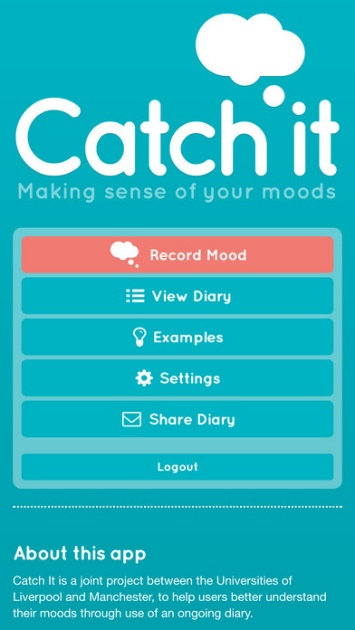 Catch it
Making sense of your moods
Record Mood
View Diary
Examples
Settings
Share Diary
Logout
About this app
Catch It is a joint project between the Universities of
Liverpool and Manchester, to help users better understand
their moods through use of an ongoing diary.